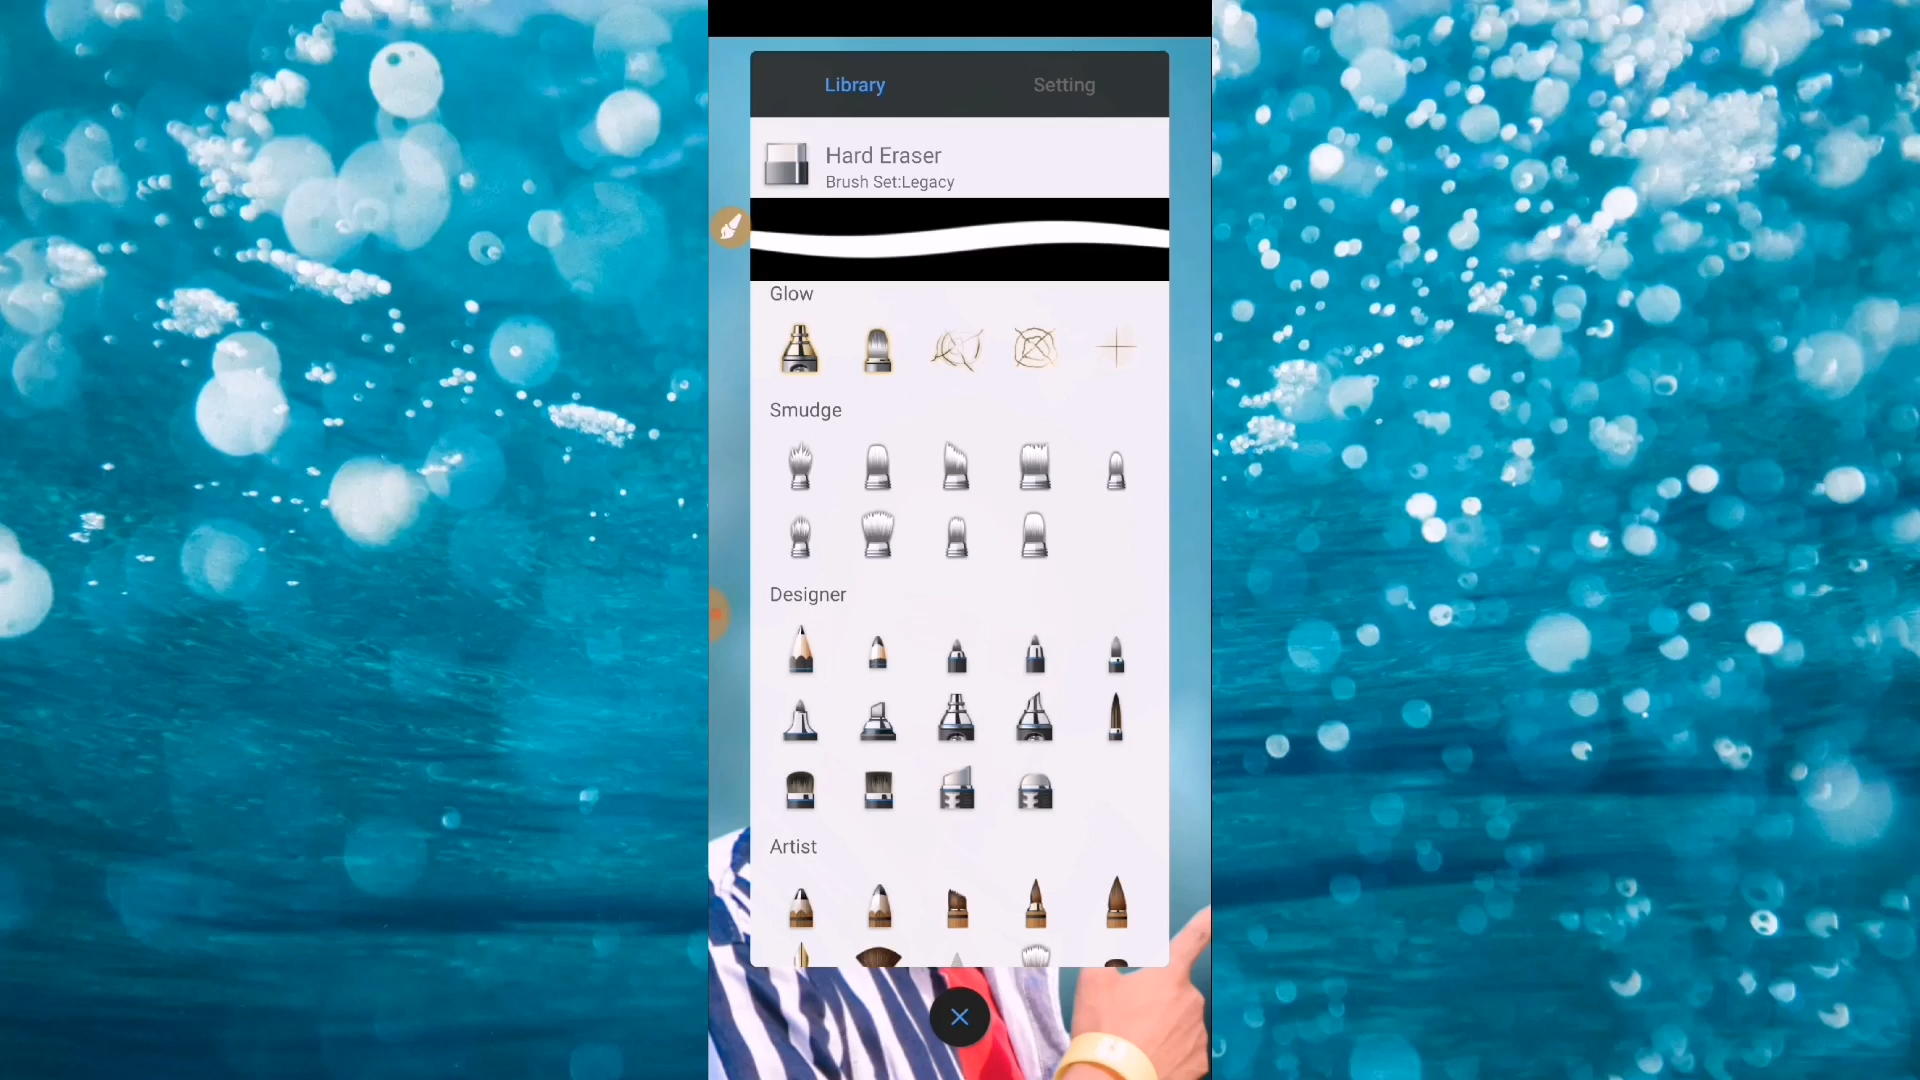 Library
Setting
Hard Eraser
Brush Set:Legacy
Glow
Smudge
Designer
Artist